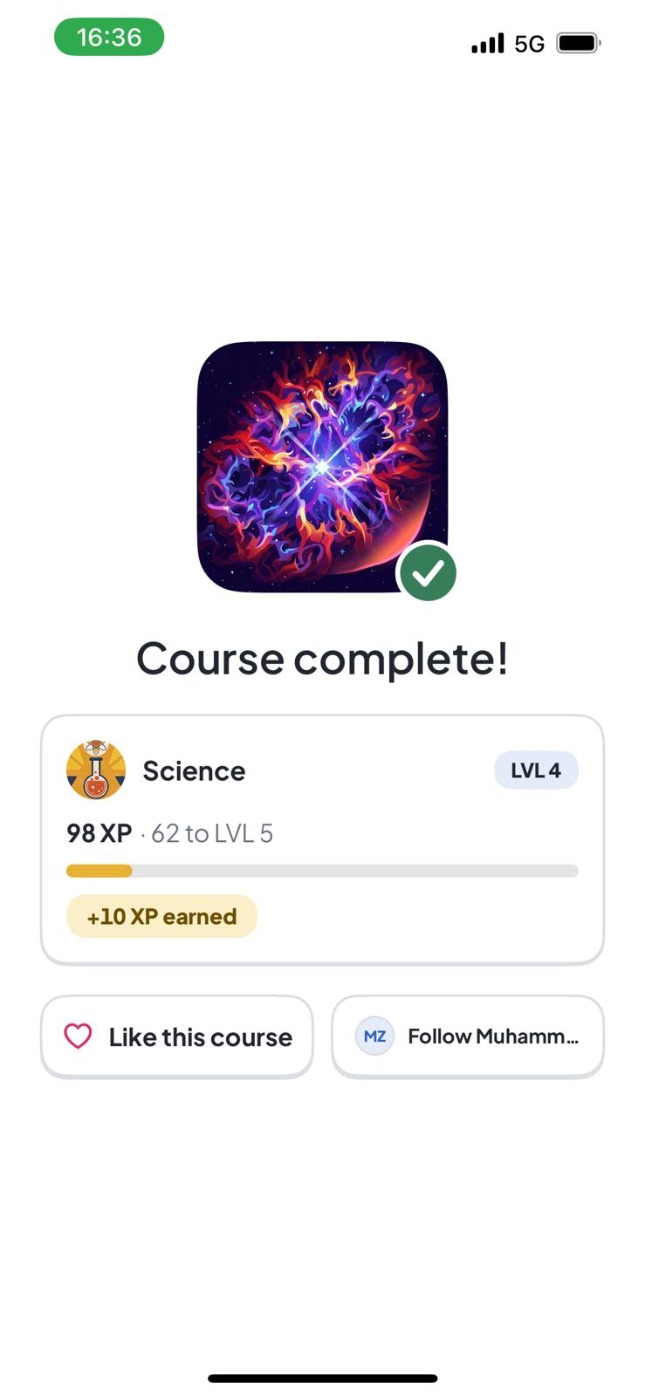 16:36
5G
Course complete!
Science
LVL 4
98 XP · 62 to LVL 5
+10 XP earned
Like this course
MZ
Follow Muhamm...